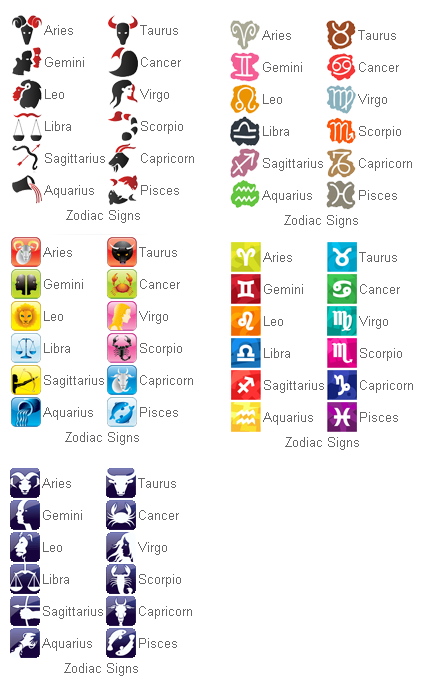 Aries Taurus
Gemini Cancer
Leo Virgo
Libra Scorpio
Sagittarius Capricorn
Aquarius Pisces
Zodiac Signs
Aries Taurus
Gemini Cancer
Leo Virgo
Libra Scorpio
Sagittarius Capricorn
Aquarius Pisces
Zodiac Signs
Aries Taurus
Gemini Cancer
Leo Virgo
Libra Scorpio
Sagittarius Capricorn
Aquarius Pisces
Zodiac Signs
Aries Taurus
Gemini Cancer
Leo Virgo
Libra Scorpio
Sagittarius Capricorn
Aquarius Pisces
Zodiac Signs
Aries Taurus
Gemini Cancer
Leo Virgo
Libra Scorpio
Sagittarius Capricorn
Aquarius Pisces
Zodiac Signs